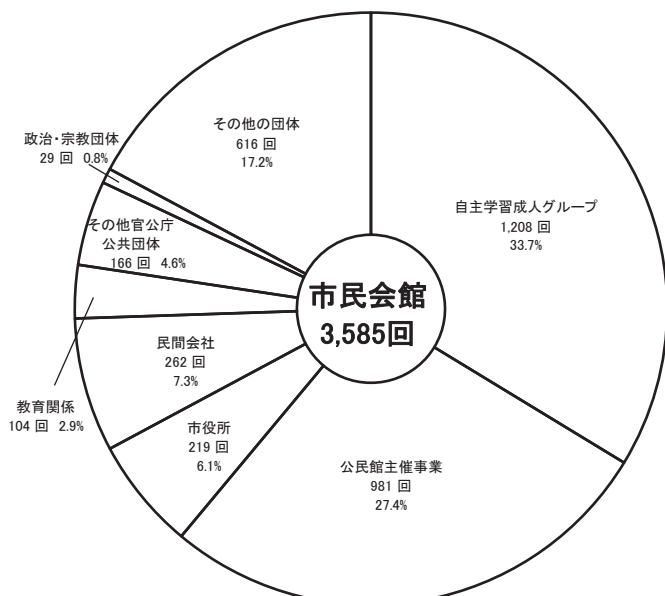 その他の団体
616 回
17.2%
政治・宗教団体
29 回 0.8%
自主学習成人グループ
1,208 回
33.7%
その他官公庁
公共団体
166 回 4.6%
市民会館
3,585回
民間会社
262 回
7.3%
教育関係
104 回 2.9%
市役所
219 回
6.1%
公民館主催事業
981 回
27.4%